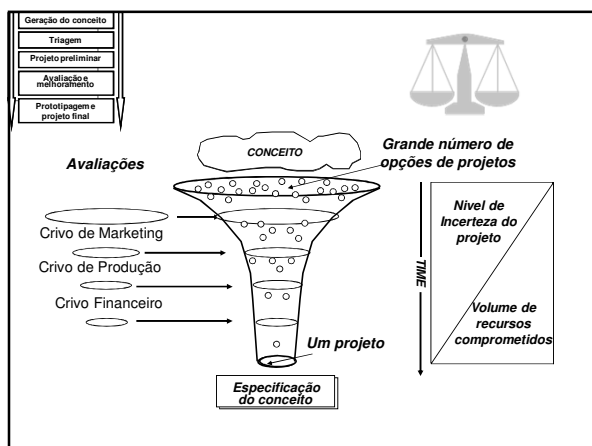 Geração do conceito
Triagem
Projeto preliminar
Avaliação e
melhoramento
Prototipagem e
projeto final
Avaliações
CONCEITO
Grande número de
opções de projetos
Crivo de Marketing
Crivo de Produção
Crivo Financeiro
TIME
Nivel de
Incerteza do
projeto
Volume de
recursos
comprometidos
Um projeto
Especificação
do conceito